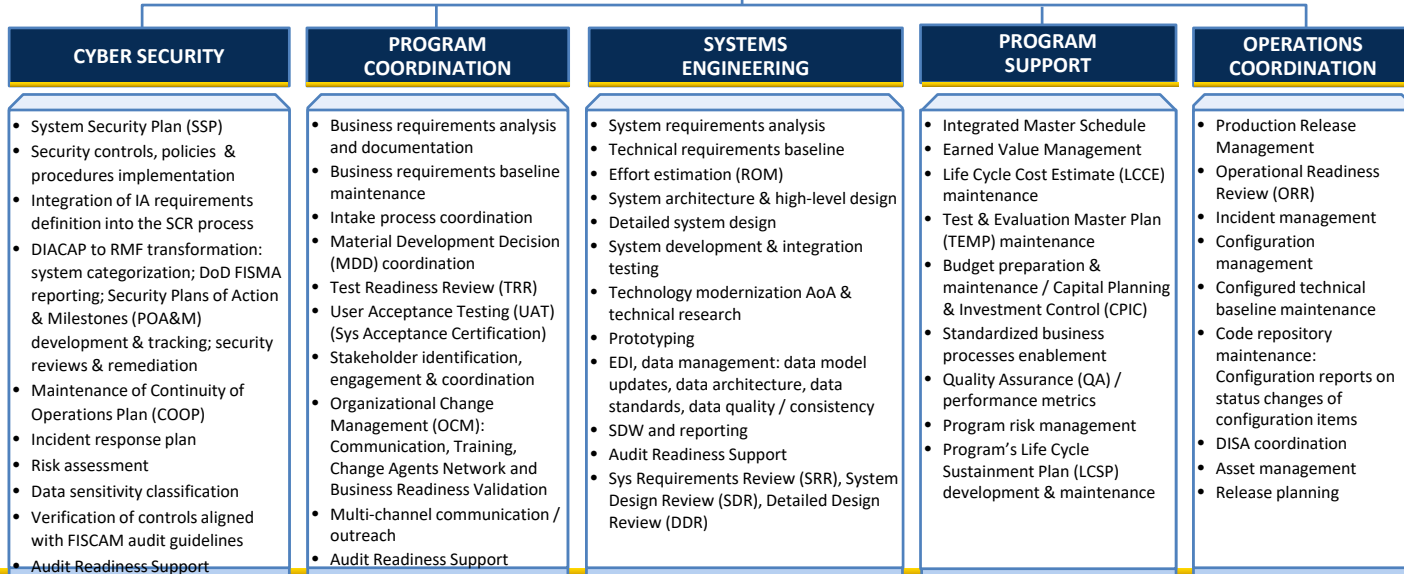 CYBER SECURITY
• System Security Plan (SSP)
• Security controls, policies &
procedures implementation
• Integration of IA requirements
definition into the SCR process
• DIACAP to RMF transformation:
system categorization; DoD FISMA
reporting; Security Plans of Action
& Milestones (POA&M)
development & tracking; security
reviews & remediation
• Maintenance of Continuity of
Operations Plan (COOP)
• Incident response plan
• Risk assessment
• Data sensitivity classification
• Verification of controls aligned
with FISCAM audit guidelines
• Audit Readiness Support
PROGRAM
COORDINATION
• Business requirements analysis
and documentation
• Business requirements baseline
maintenance
• Intake process coordination
• Material Development Decision
(MDD) coordination
• Test Readiness Review (TRR)
• User Acceptance Testing (UAT)
(Sys Acceptance Certification)
• Stakeholder identification,
engagement & coordination
• Organizational Change
Management (OCM):
Communication, Training,
Change Agents Network and
Business Readiness Validation
• Multi-channel communication /
outreach
• Audit Readiness Support
SYSTEMS
ENGINEERING
• System requirements analysis
• Technical requirements baseline
• Effort estimation (ROM)
• System architecture & high-level design
• Detailed system design
• System development & integration
testing
• Technology modernization AoA &
technical research
• Prototyping
• EDI, data management: data model
updates, data architecture, data
standards, data quality / consistency
• SDW and reporting
• Audit Readiness Support
• Sys Requirements Review (SRR), System
Design Review (SDR), Detailed Design
Review (DDR)
PROGRAM
SUPPORT
• Integrated Master Schedule
• Earned Value Management
• Life Cycle Cost Estimate (LCCE)
maintenance
• Test & Evaluation Master Plan
(TEMP) maintenance
• Budget preparation &
maintenance / Capital Planning
& Investment Control (CPIC)
• Standardized business
processes enablement
• Quality Assurance (QA) /
performance metrics
• Program risk management
• Program's Life Cycle
Sustainment Plan (LCSP)
development & maintenance
OPERATIONS
COORDINATION
• Production Release
Management
• Operational Readiness
Review (ORR)
• Incident management
• Configuration
management
• Configured technical
baseline maintenance
• Code repository
maintenance:
Configuration reports on
status changes of
configuration items
• DISA coordination
• Asset management
• Release planning